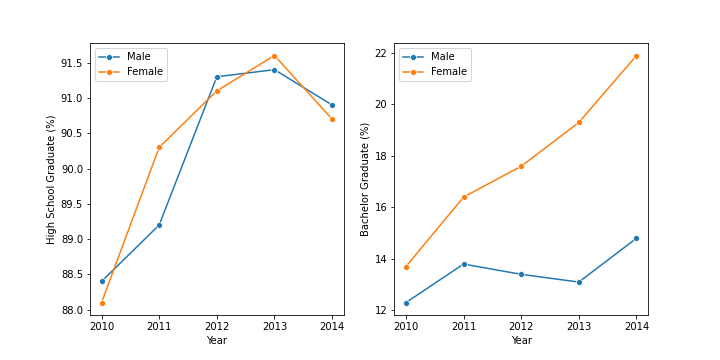 Male
Female
High School Graduate (%)
91.5
91.0
90.5
90.0
89.5
89.0
88.5
88.0
2010 2011 2012 2013 2014
Year
Male
Female
Bachelor Graduate (%)
22
20
18
16
14
12
2010 2011 2012 2013 2014
Year